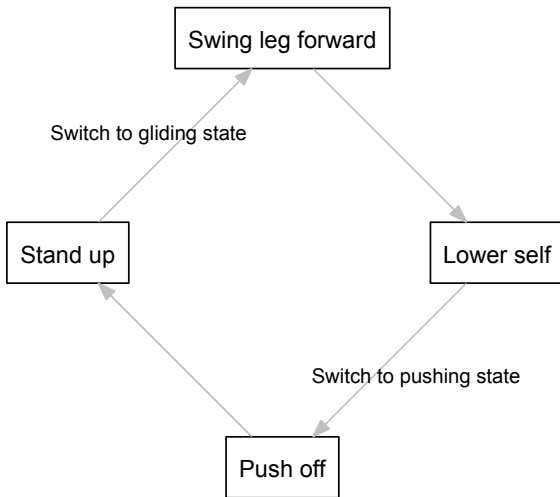 Swing leg forward
Switch to gliding state
Stand up
Lower self
Switch to pushing state
Push off